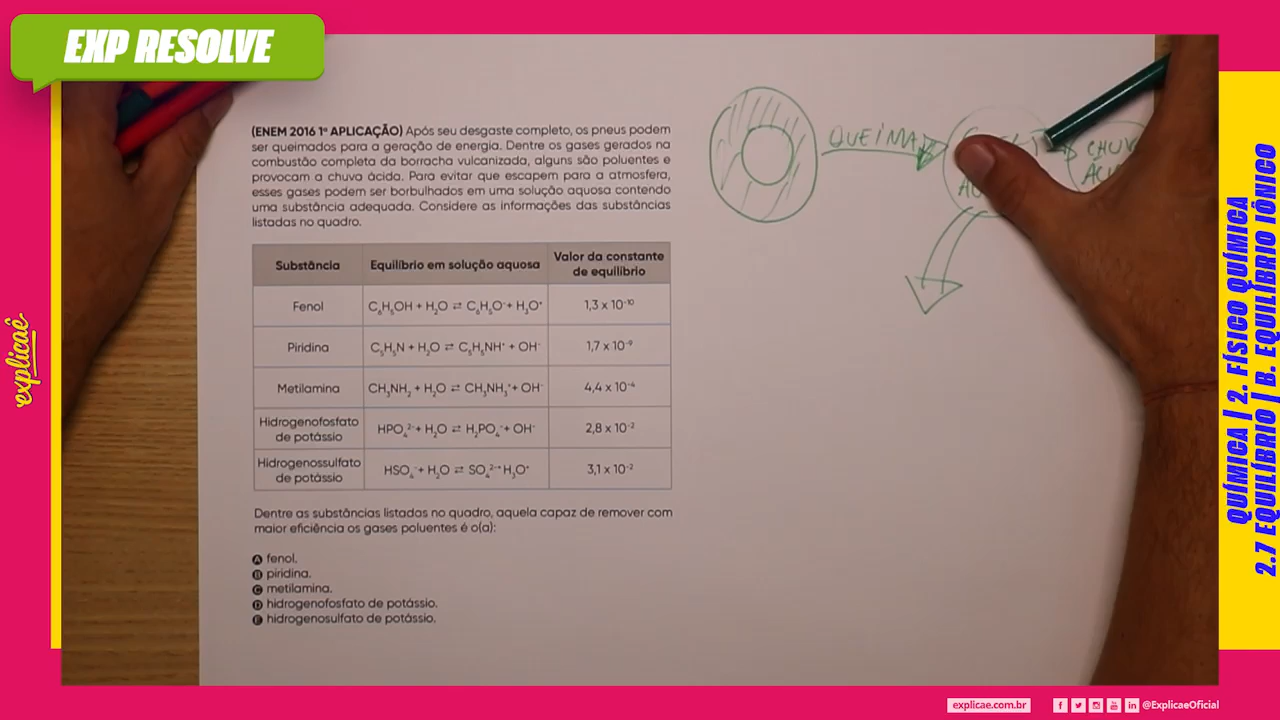 EXP RESOLVE
(ENEM 2016 1ª APLICAÇÃO) Após seu desgaste completo, os pneus podem
ser queimados para a geração de energia. Dentre os gases gerados na
combustão completa da borracha vulcanizada, alguns são poluentes e
provocam a chuva ácida. Para evitar que escapem para a atmosfera,
esses gases podem ser borbulhados em uma solução aquosa contendo
uma substância adequada. Considere as informações das substâncias
listadas no quadro.
Substância Equilíbrio em solução aquosa Valor da constante
de equilíbrio
Fenol C₆H₅OH + H₂O ⇌ C₆H₅O⁻ + H₃O⁺ 1,3 x 10⁻¹⁰
Piridina C₅H₅N + H₂O ⇌ C₅H₅NH⁺ + OH⁻ 1,7 x 10⁻⁹
Metilamina CH₃NH₂ + H₂O ⇌ CH₃NH₃⁺ + OH⁻ 4,4 x 10⁻⁴
Hidrogenofosfato
de potássio HPO₄²⁻ + H₂O ⇌ H₂PO₄⁻ + OH⁻ 2,8 x 10⁻²
Hidrogenossulfato
de potássio HSO₄⁻ + H₂O ⇌ SO₄²⁻⁺ H₃O⁺ 3,1 x 10⁻²
Dentre as substâncias listadas no quadro, aquela capaz de remover com
maior eficiência os gases poluentes é o(a):
A fenol.
B piridina.
C metilamina.
D hidrogenofosfato de potássio.
E hidrogenosulfato de potássio.
QUEIMA
explicaê
QUÍMICA | 2. FÍSICO QUÍMICA
2.7 EQUILÍBRIO | B. EQUILÍBRIO IÔNICO
explicae.com.br
@ExplicaeOficial